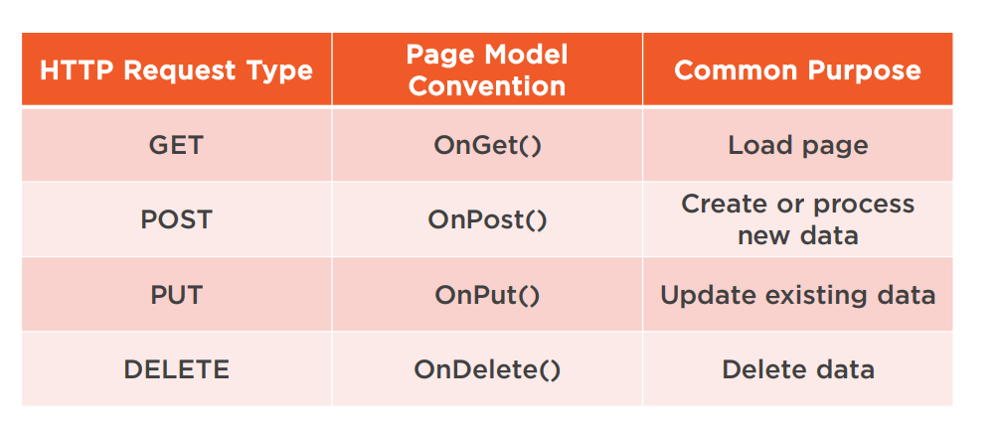 HTTP Request Type
Page Model
Convention
Common Purpose
GET
OnGet()
Load page
POST
OnPost()
Create or process
new data
PUT
OnPut()
Update existing data
DELETE
OnDelete()
Delete data